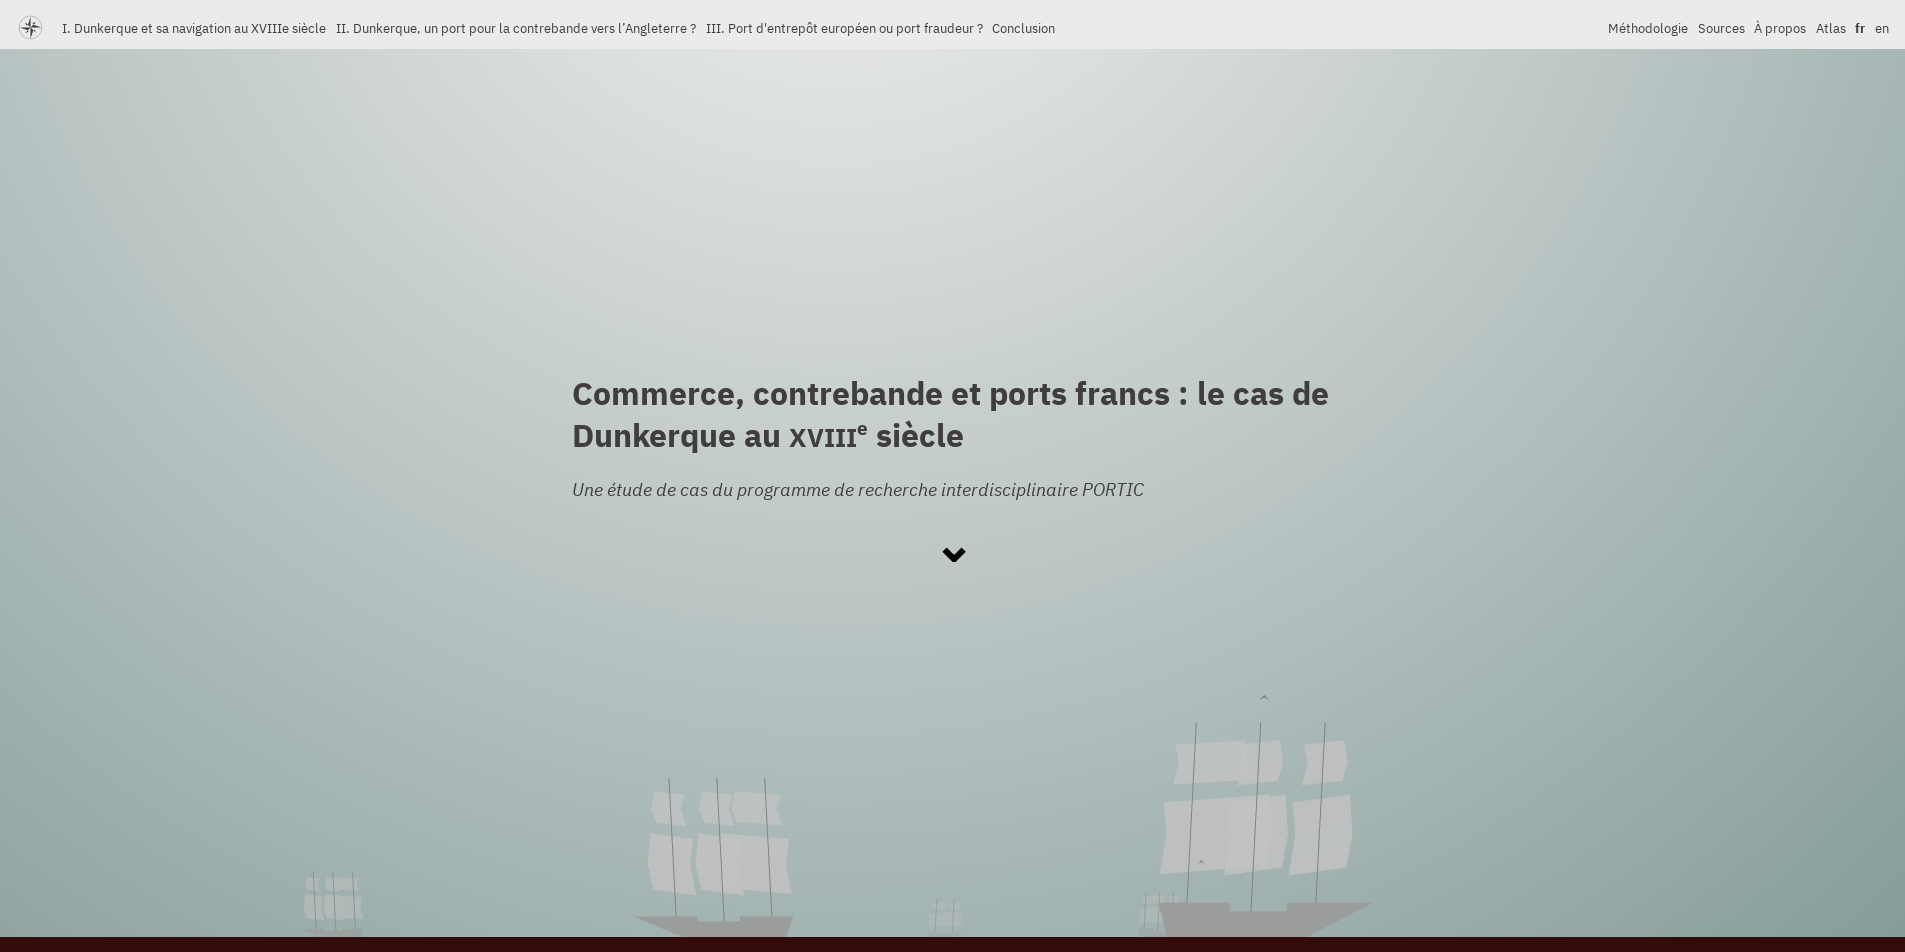 I. Dunkerque et sa navigation au XVIIIe siècle II. Dunkerque, un port pour la contrebande vers l’Angleterre ? III. Port d'entrepôt européen ou port fraudeur ? Conclusion Méthodologie Sources À propos Atlas fr en
Commerce, contrebande et ports francs : le cas de
Dunkerque au XVIIIe siècle
Une étude de cas du programme de recherche interdisciplinaire PORTIC